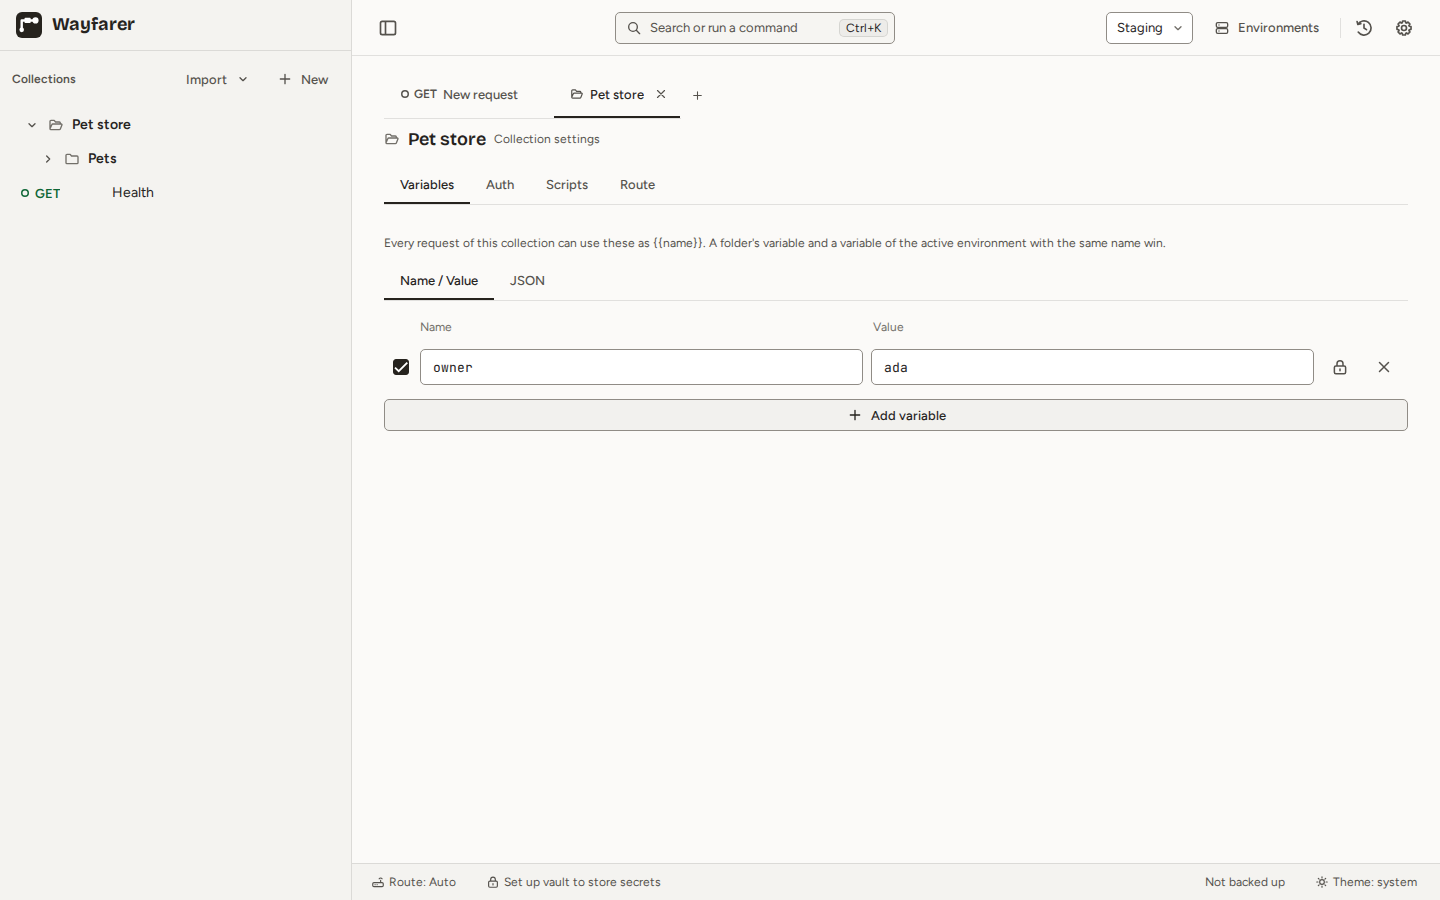 Wayfarer
Search or run a command
Ctrl+K
Staging
Environments
Collections
Import
New
Pet store
Pets
GET
Health
GET New request
Pet store
Pet store Collection settings
Variables
Auth
Scripts
Route
Every request of this collection can use these as {{name}}. A folder's variable and a variable of the active environment with the same name win.
Name / Value
JSON
Name
Value
owner
ada
Add variable
Route: Auto
Set up vault to store secrets
Not backed up
Theme: system